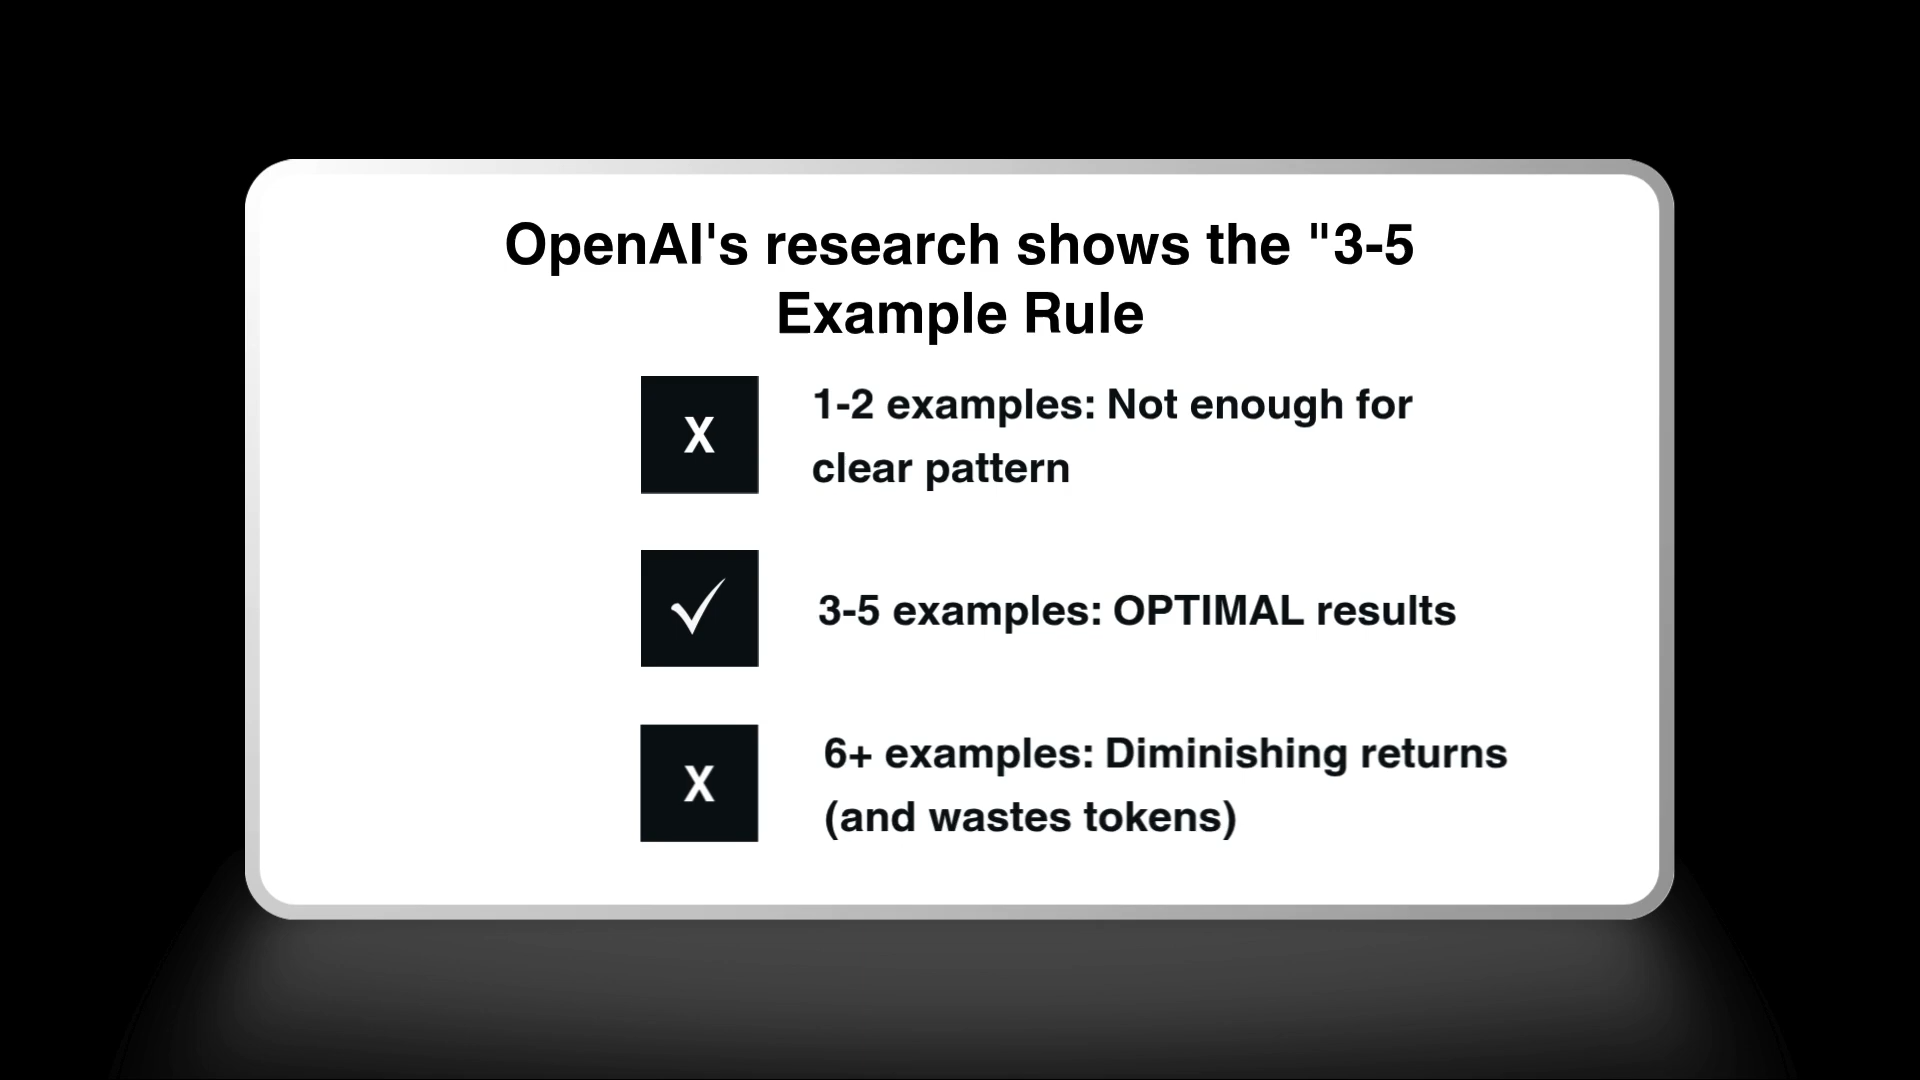 OpenAI's research shows the "3-5
Example Rule
X
1-2 examples: Not enough for
clear pattern
✓
3-5 examples: OPTIMAL results
X
6+ examples: Diminishing returns
(and wastes tokens)